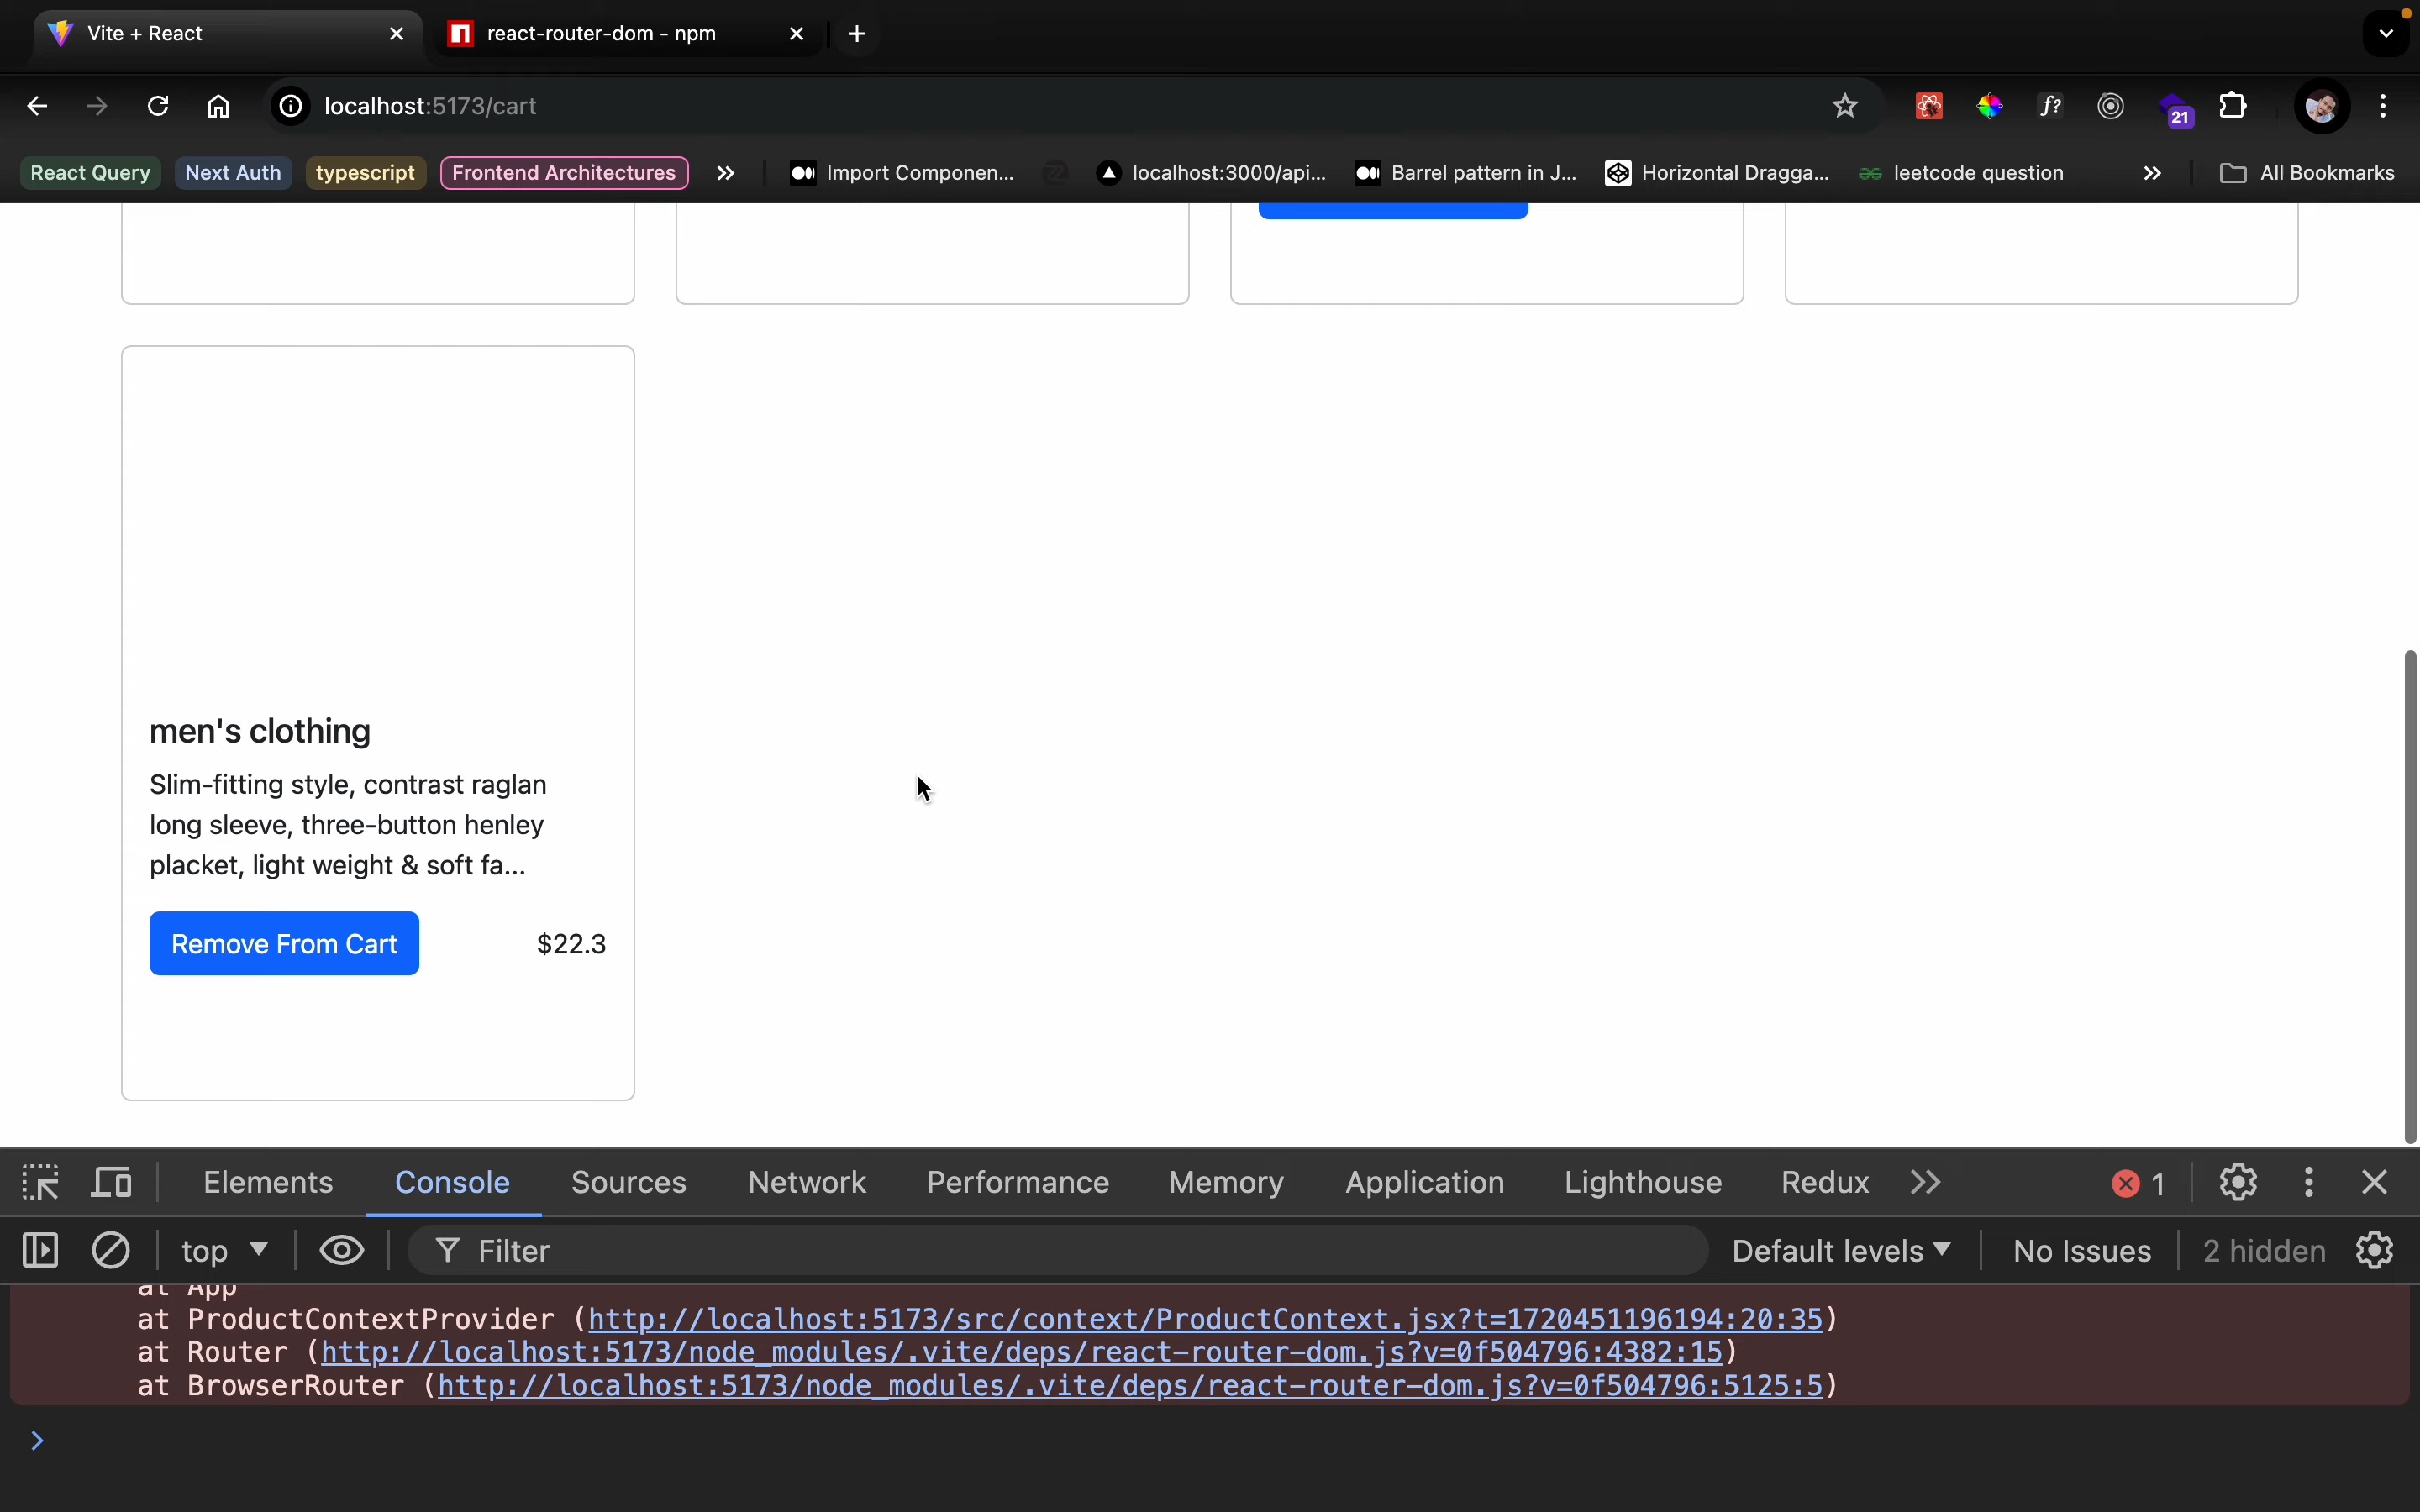 Vite + React
react-router-dom - npm
localhost:5173/cart
f?
21
React Query
Next Auth
typescript
Frontend Architectures
Import Componen...
localhost:3000/api...
Barrel pattern in J...
Horizontal Dragga...
leetcode question
All Bookmarks
men's clothing
Slim-fitting style, contrast raglan
long sleeve, three-button henley
placket, light weight & soft fa...
Remove From Cart
$22.3
Elements
Console
Sources
Network
Performance
Memory
Application
Lighthouse
Redux
1
top
Filter
Default levels
No Issues
2 hidden
at App
at ProductContextProvider (http://localhost:5173/src/context/ProductContext.jsx?t=1720451196194:20:35)
at Router (http://localhost:5173/node_modules/.vite/deps/react-router-dom.js?v=0f504796:4382:15)
at BrowserRouter (http://localhost:5173/node_modules/.vite/deps/react-router-dom.js?v=0f504796:5125:5)